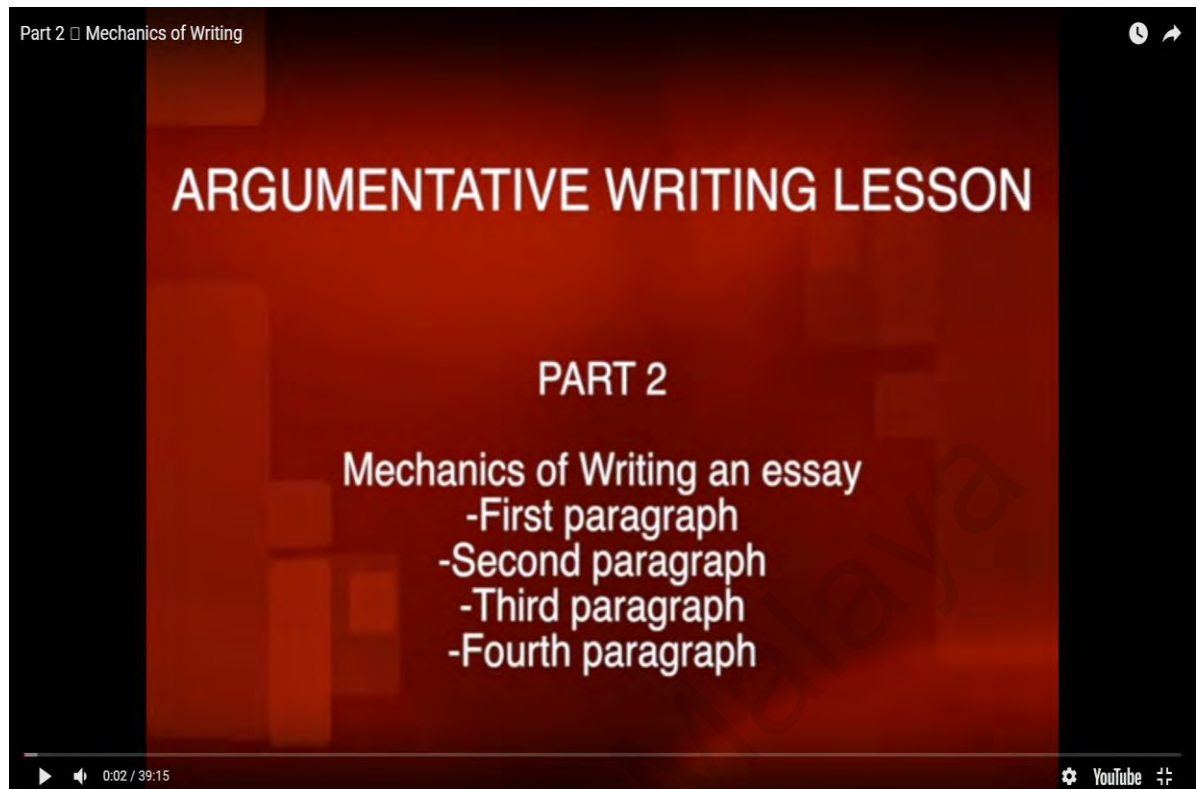 Part 2 □ Mechanics of Writing
ARGUMENTATIVE WRITING LESSON
PART 2
Mechanics of Writing an essay
-First paragraph
-Second paragraph
-Third paragraph
-Fourth paragraph
Malaya
0:02 / 39:15
YouTube